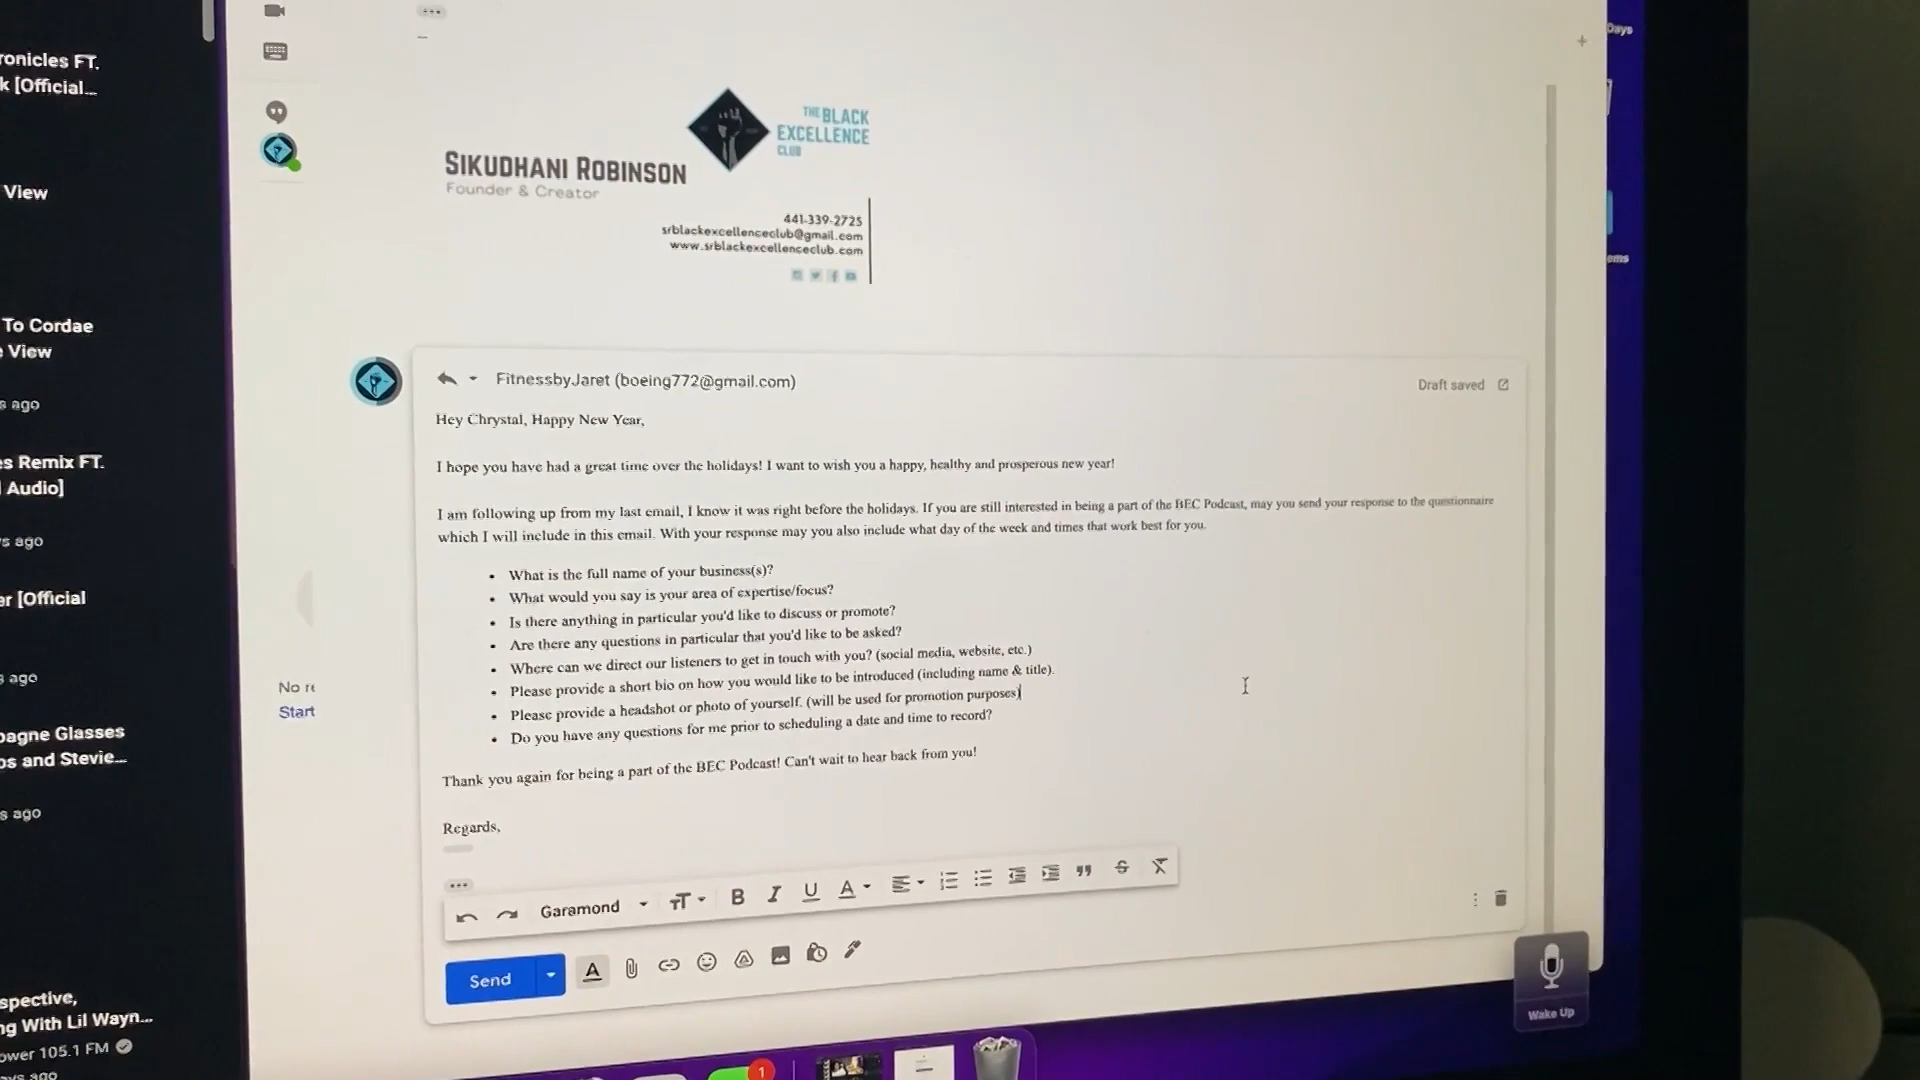 ronicles FT.
k [Official...
View
To Cordae
View
s ago
s Remix FT.
Audio]
s ago
er [Official
s ago
pagne Glasses
os and Stevie...
s ago
spective,
ng With Lil Wayn...
ower 105.1 FM
ays ago
THE BLACK
EXCELLENCE
CLUB
SIKUDHANI ROBINSON
Founder & Creator
441-339-2725
srblackexcellenceclub@gmail.com
www.srblackexcellenceclub.com
No re
Start
FitnessbyJaret (boeing772@gmail.com)
Draft saved
Hey Chrystal, Happy New Year,
I hope you have had a great time over the holidays! I want to wish you a happy, healthy and prosperous new year!
I am following up from my last email, I know it was right before the holidays. If you are still interested in being a part of the BEC Podcast, may you send your response to the questionnaire
which I will include in this email. With your response may you also include what day of the week and times that work best for you.
• What is the full name of your business(s)?
• What would you say is your area of expertise/focus?
• Is there anything in particular you'd like to discuss or promote?
• Are there any questions in particular that you'd like to be asked?
• Where can we direct our listeners to get in touch with you? (social media, website, etc.)
• Please provide a short bio on how you would like to be introduced (including name & title).
• Please provide a headshot or photo of yourself. (will be used for promotion purposes)
• Do you have any questions for me prior to scheduling a date and time to record?
Thank you again for being a part of the BEC Podcast! Can't wait to hear back from you!
Regards,
Garamond
Send
Wake Up
1
Days
ems